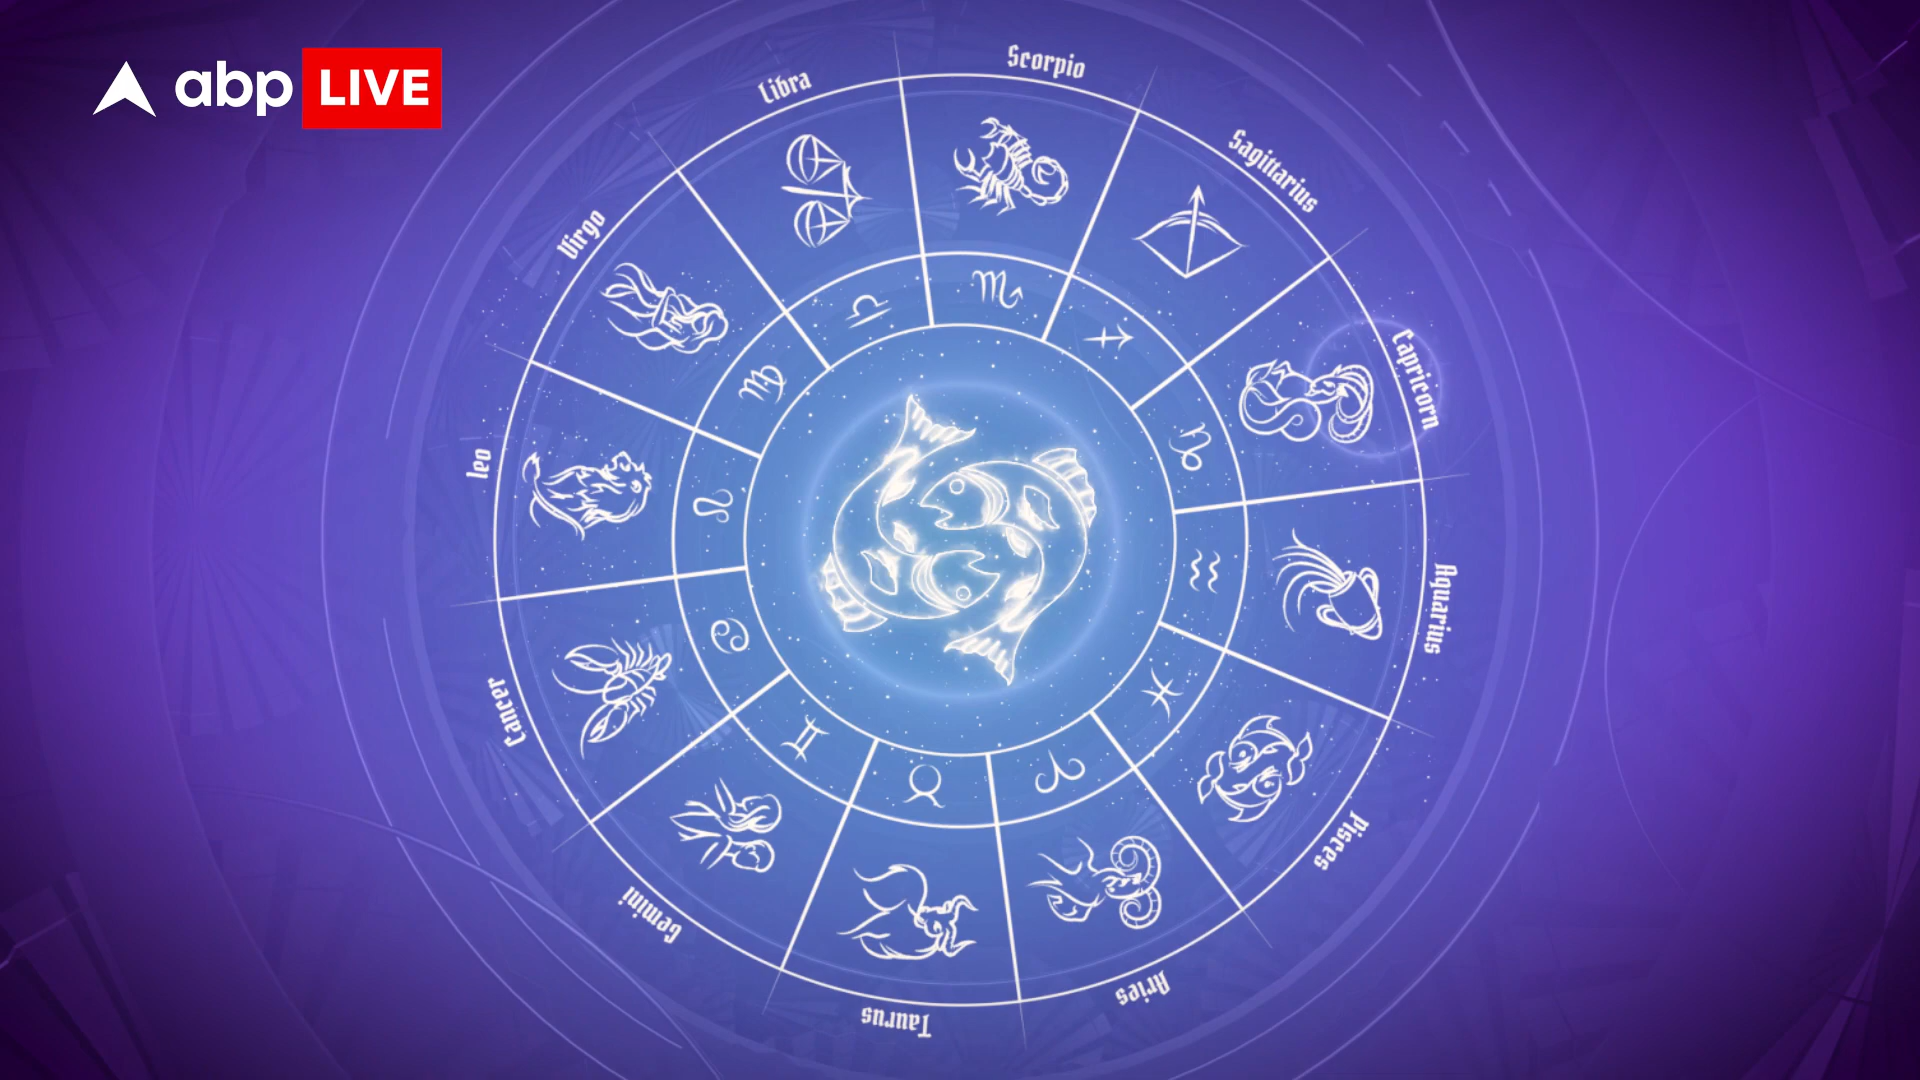 abp LIVE
Scorpio
Sagittarius
Capricorn
Aquarius
Pisces
Aries
Taurus
Gemini
Cancer
leo
Virgo
Libra